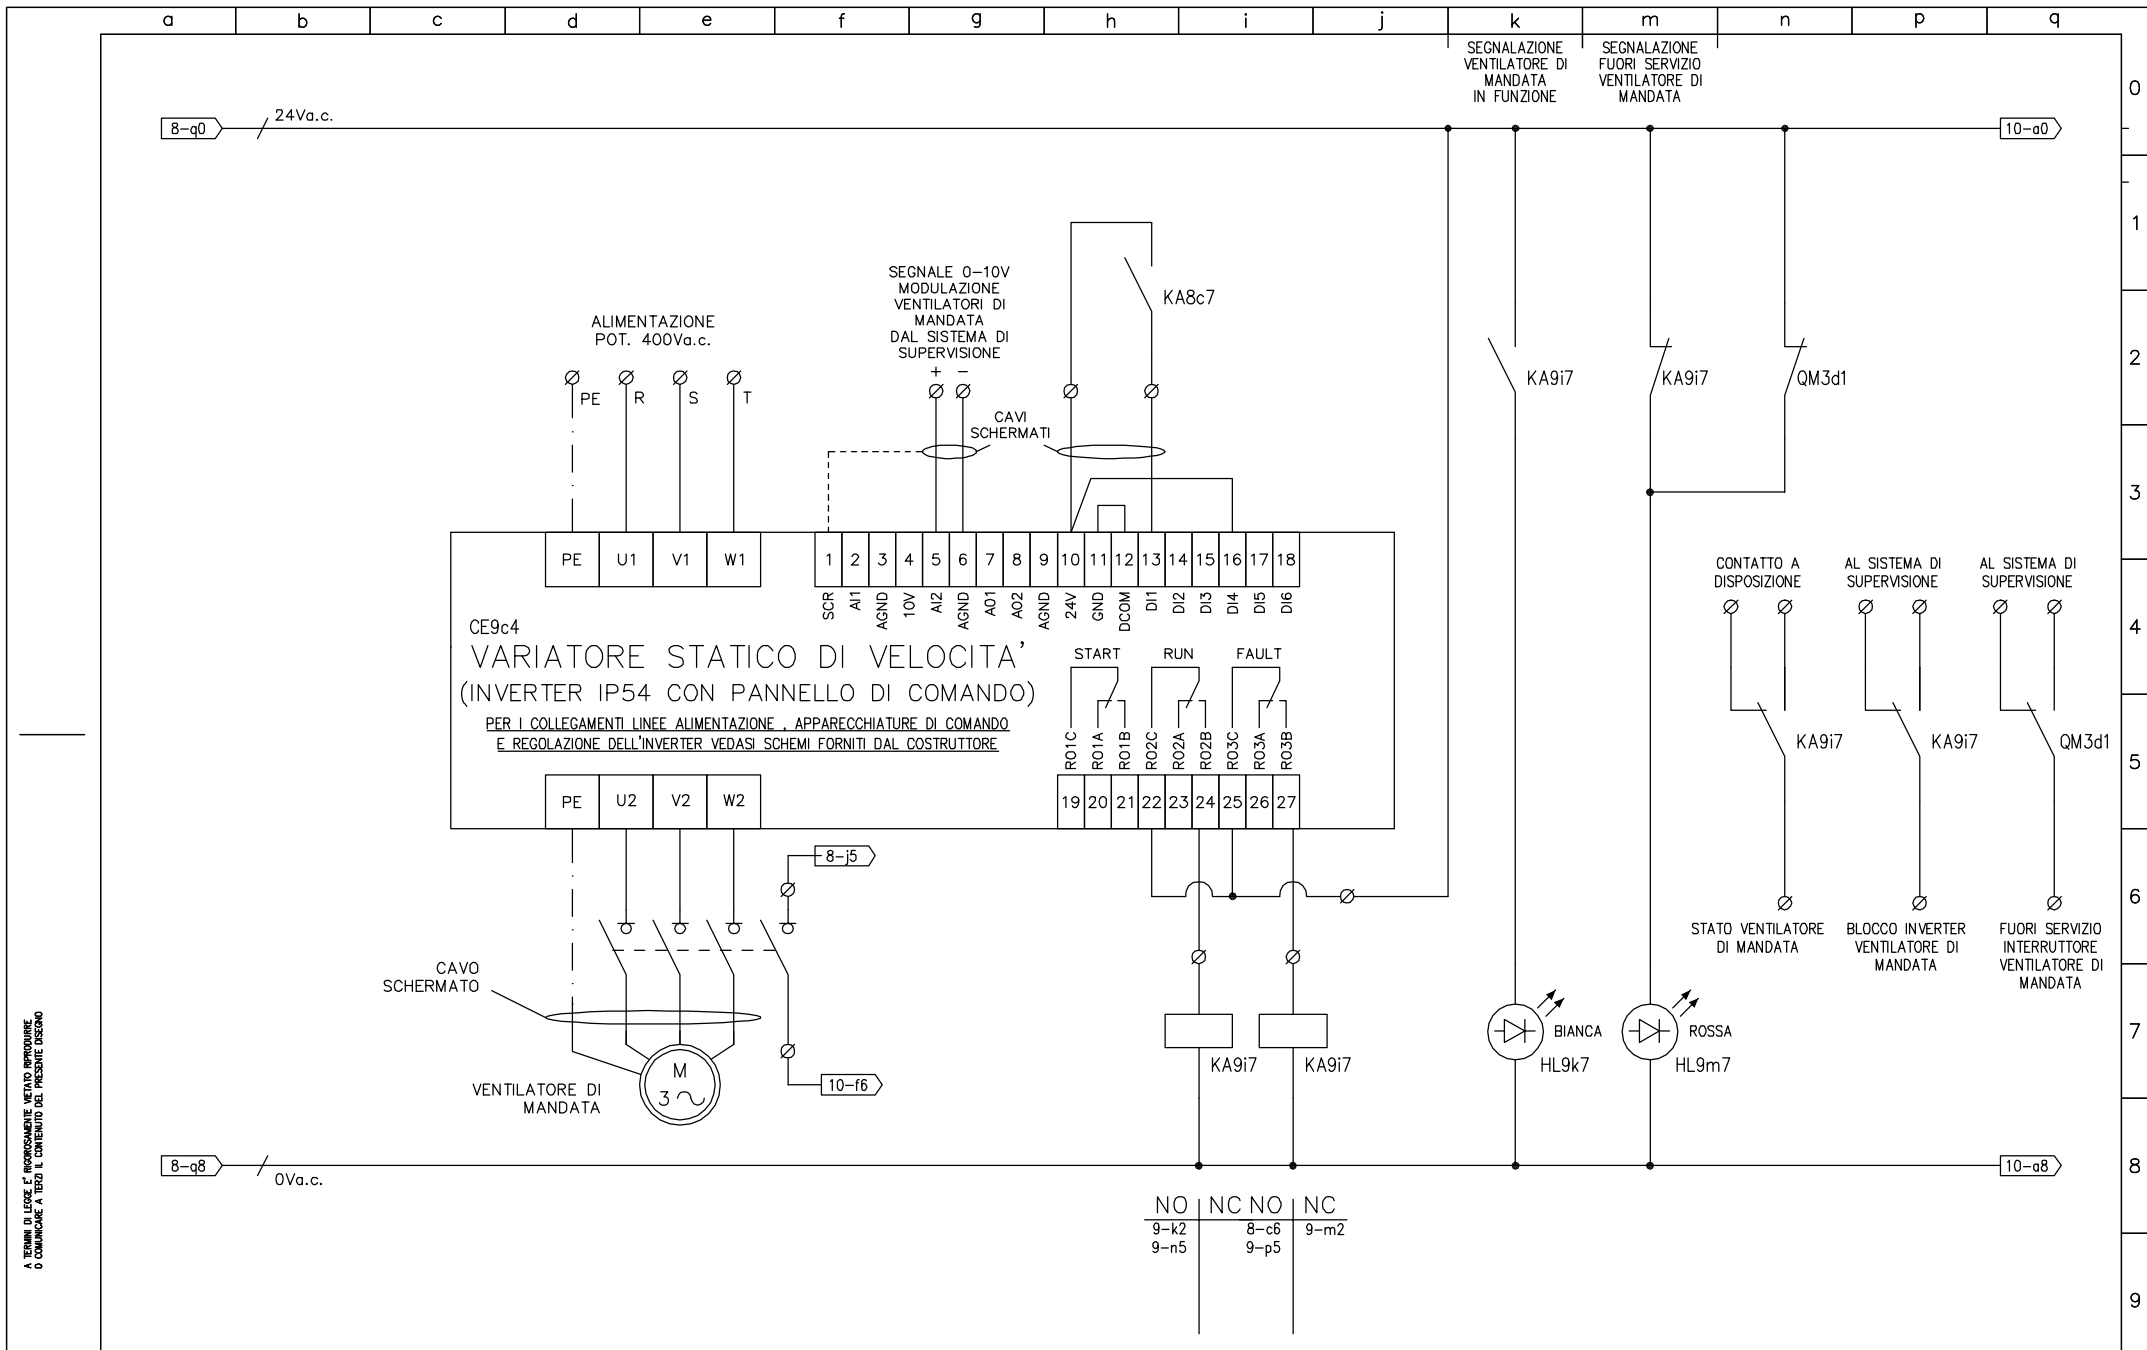 a b c d e f g h i j k m n p q
SEGNALAZIONE
VENTILATORE DI
MANDATA
IN FUNZIONE
SEGNALAZIONE
FUORI SERVIZIO
VENTILATORE DI
MANDATA
0
8-q0
24Va.c.
10-a0
1
SEGNALE 0-10V
MODULAZIONE
VENTILATORI DI
MANDATA
DAL SISTEMA DI
SUPERVISIONE
+ -
KA8c7
ALIMENTAZIONE
POT. 400Va.c.
PE R S T
KA9i7
KA9i7
QM3d1
2
CAVI
SCHERMATI
3
PE U1 V1 W1
1 2 3 4 5 6 7 8 9 10 11 12 13 14 15 16 17 18
SCR AI1 AGND 10V AI2 AGND AO1 AO2 AGND 24V GND DCOM DI1 DI2 DI3 DI4 DI5 DI6
CONTATTO A
DISPOSIZIONE
AL SISTEMA DI
SUPERVISIONE
AL SISTEMA DI
SUPERVISIONE
4
CE9c4
VARIATORE STATICO DI VELOCITA'
(INVERTER IP54 CON PANNELLO DI COMANDO)
PER I COLLEGAMENTI LINEE ALIMENTAZIONE , APPARECCHIATURE DI COMANDO
E REGOLAZIONE DELL'INVERTER VEDASI SCHEMI FORNITI DAL COSTRUTTORE
START RUN FAULT
RO1C RO1A RO1B RO2C RO2A RO2B RO3C RO3A RO3B
KA9i7
KA9i7
QM3d1
5
PE U2 V2 W2
19 20 21 22 23 24 25 26 27
8-j5
6
STATO VENTILATORE
DI MANDATA
BLOCCO INVERTER
VENTILATORE DI
MANDATA
FUORI SERVIZIO
INTERRUTTORE
VENTILATORE DI
MANDATA
CAVO
SCHERMATO
7
BIANCA
HL9k7
ROSSA
HL9m7
KA9i7
KA9i7
M
3
VENTILATORE DI
MANDATA
10-f6
8-q8
0Va.c.
10-a8
8
NO NC
9-k2
9-n5
NO NC
8-c6 9-m2
9-p5
9
A TERMINI DI LEGGE E' RIGOROSAMENTE VIETATO RIPRODURRE
O COMUNICARE A TERZI IL CONTENUTO DEL PRESENTE DISEGNO